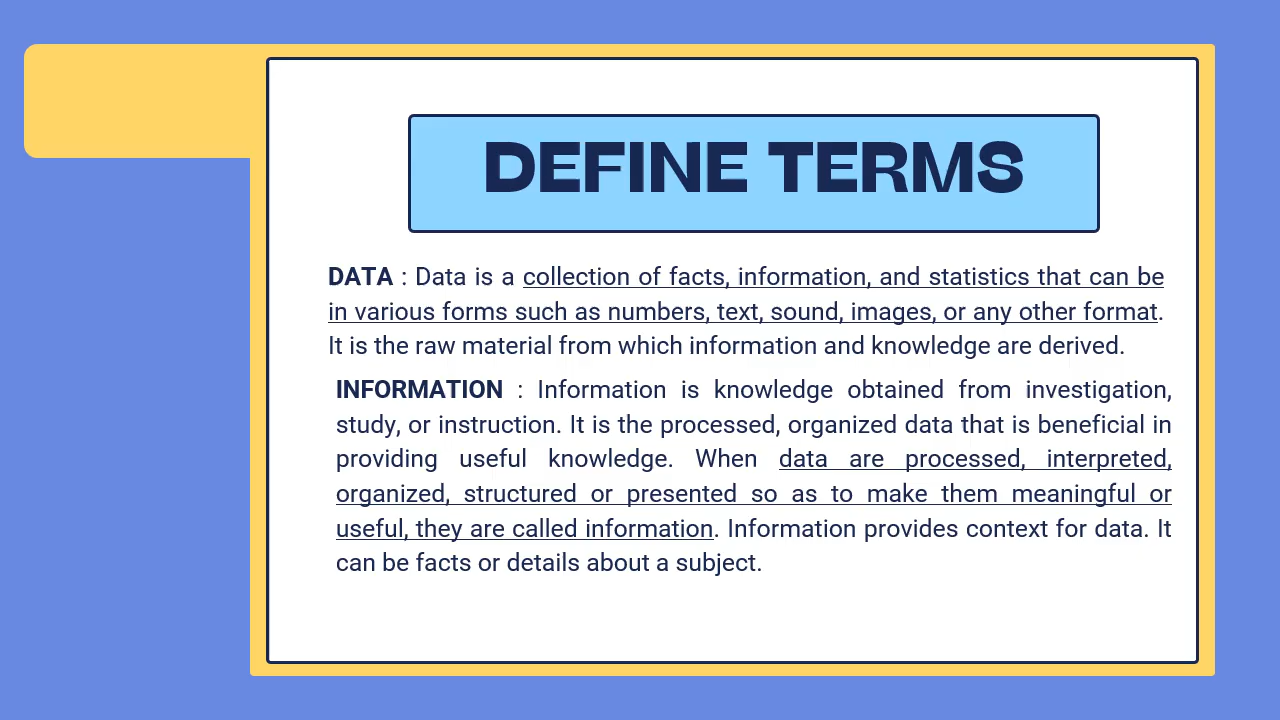 DEFINE TERMS
DATA : Data is a collection of facts, information, and statistics that can be
in various forms such as numbers, text, sound, images, or any other format.
It is the raw material from which information and knowledge are derived.
INFORMATION : Information is knowledge obtained from investigation,
study, or instruction. It is the processed, organized data that is beneficial in
providing useful knowledge. When data are processed, interpreted,
organized, structured or presented so as to make them meaningful or
useful, they are called information. Information provides context for data. It
can be facts or details about a subject.